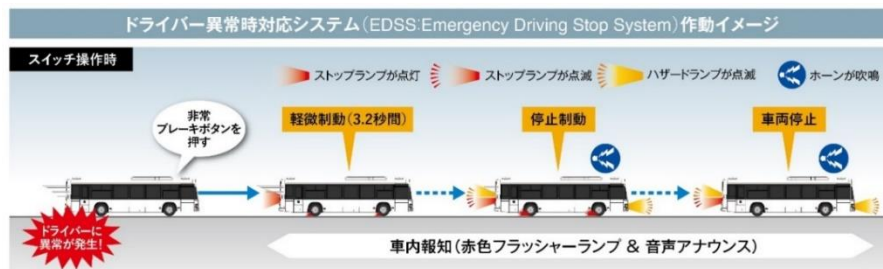 ドライバー異常時対応システム(EDSS:Emergency Driving Stop System)作動イメージ
スイッチ操作時
ストップランプが点灯
ストップランプが点滅
ハザードランプが点滅
ホーンが吹鳴
非常
ブレーキボタンを
押す
軽微制動(3.2秒間)
停止制動
車両停止
ドライバーに
異常が発生!
車内報知(赤色フラッシャーランプ & 音声アナウンス)